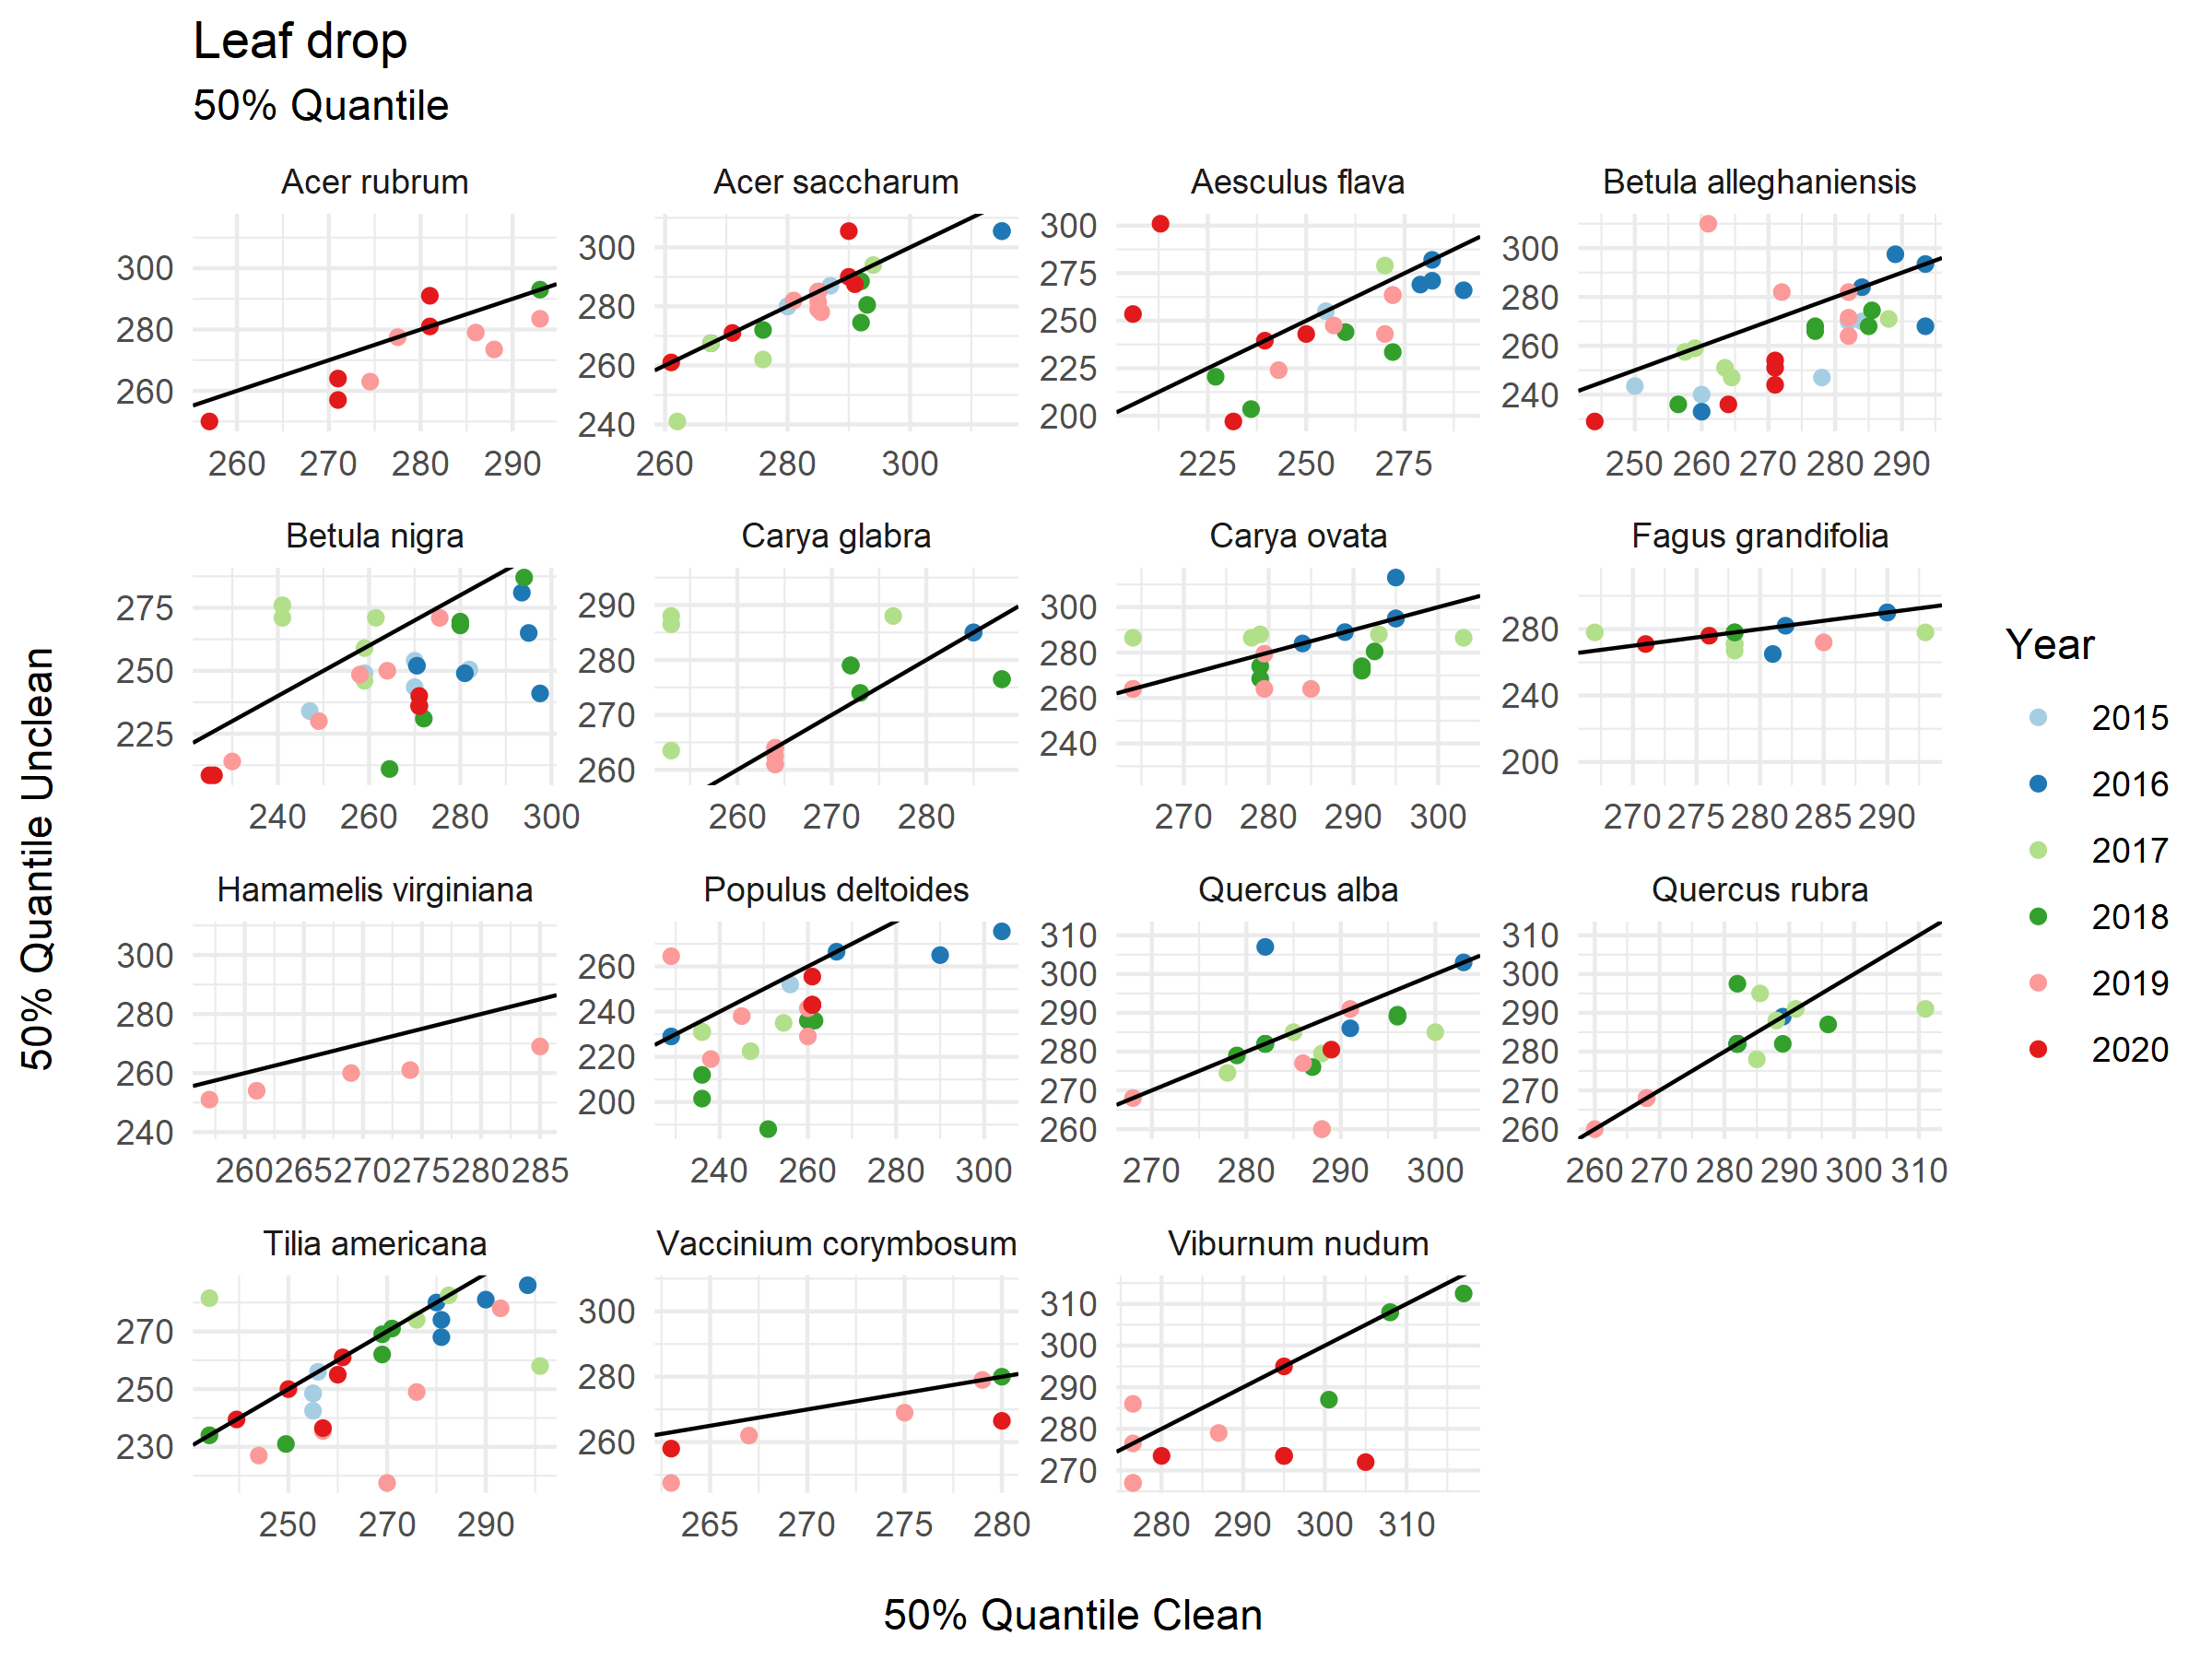 Leaf drop
50% Quantile
Acer rubrum
Acer saccharum
Aesculus flava
Betula alleghaniensis
300
280
260
260 270 280 290
300
280
260
240
260 280 300
300
275
250
225
200
225 250 275
300
280
260
240
250 260 270 280 290
Betula nigra
Carya glabra
Carya ovata
Fagus grandifolia
275
250
225
240 260 280 300
290
280
270
260
260 270 280
300
280
260
240
270 280 290 300
280
240
200
270 275 280 285 290
Hamamelis virginiana
Populus deltoides
Quercus alba
Quercus rubra
300
280
260
240
260 265 270 275 280 285
260
240
220
200
240 260 280 300
310
300
290
280
270
260
270 280 290 300
310
300
290
280
270
260
260 270 280 290 300 310
Tilia americana
Vaccinium corymbosum
Viburnum nudum
270
250
230
250 270 290
300
280
260
265 270 275 280
310
300
290
280
270
280 290 300 310
50% Quantile Unclean
50% Quantile Clean
Year
2015
2016
2017
2018
2019
2020